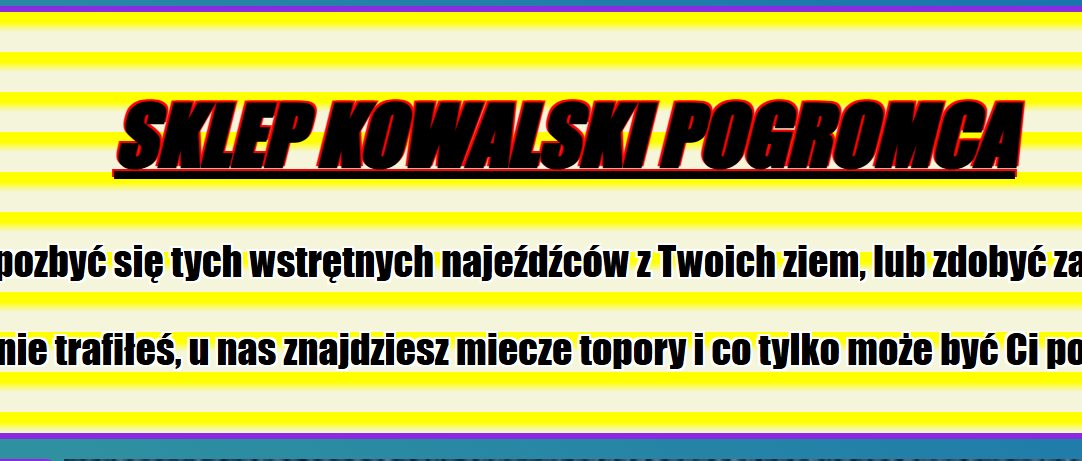 SKLEP KOWALSKI POGROMCA
pozbyć się tych wstrętnych najeźdźców z Twoich ziem, lub zdobyć za
nie trafiłeś, u nas znajdziesz miecze topory i co tylko może być Ci po